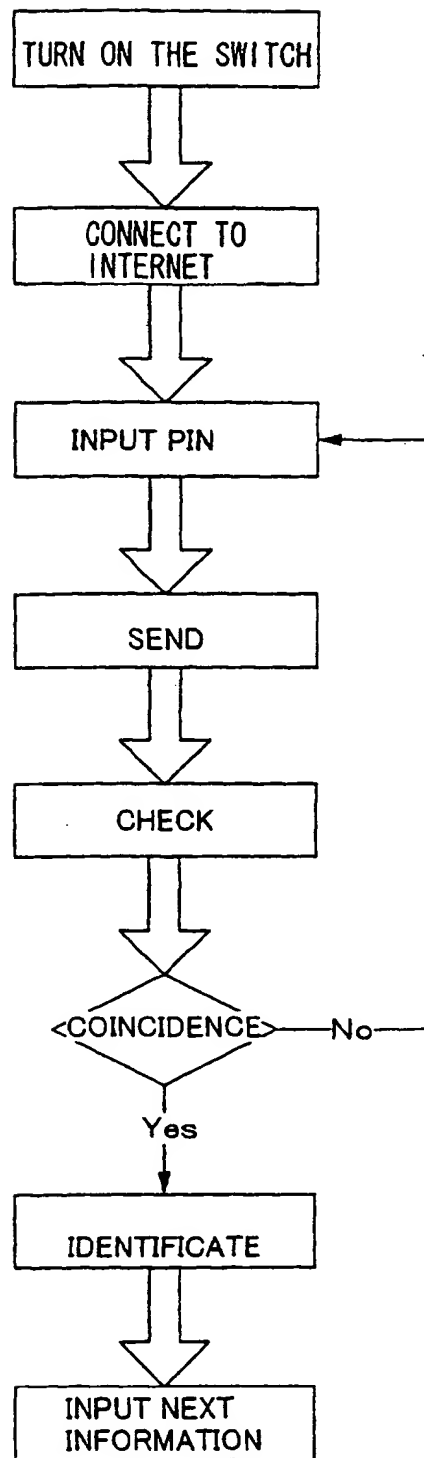 TURN ON THE SWITCH
CONNECT TO
INTERNET
INPUT PIN
SEND
CHECK
COINCIDENCE
No
Yes
IDENTIFICATE
INPUT NEXT
INFORMATION